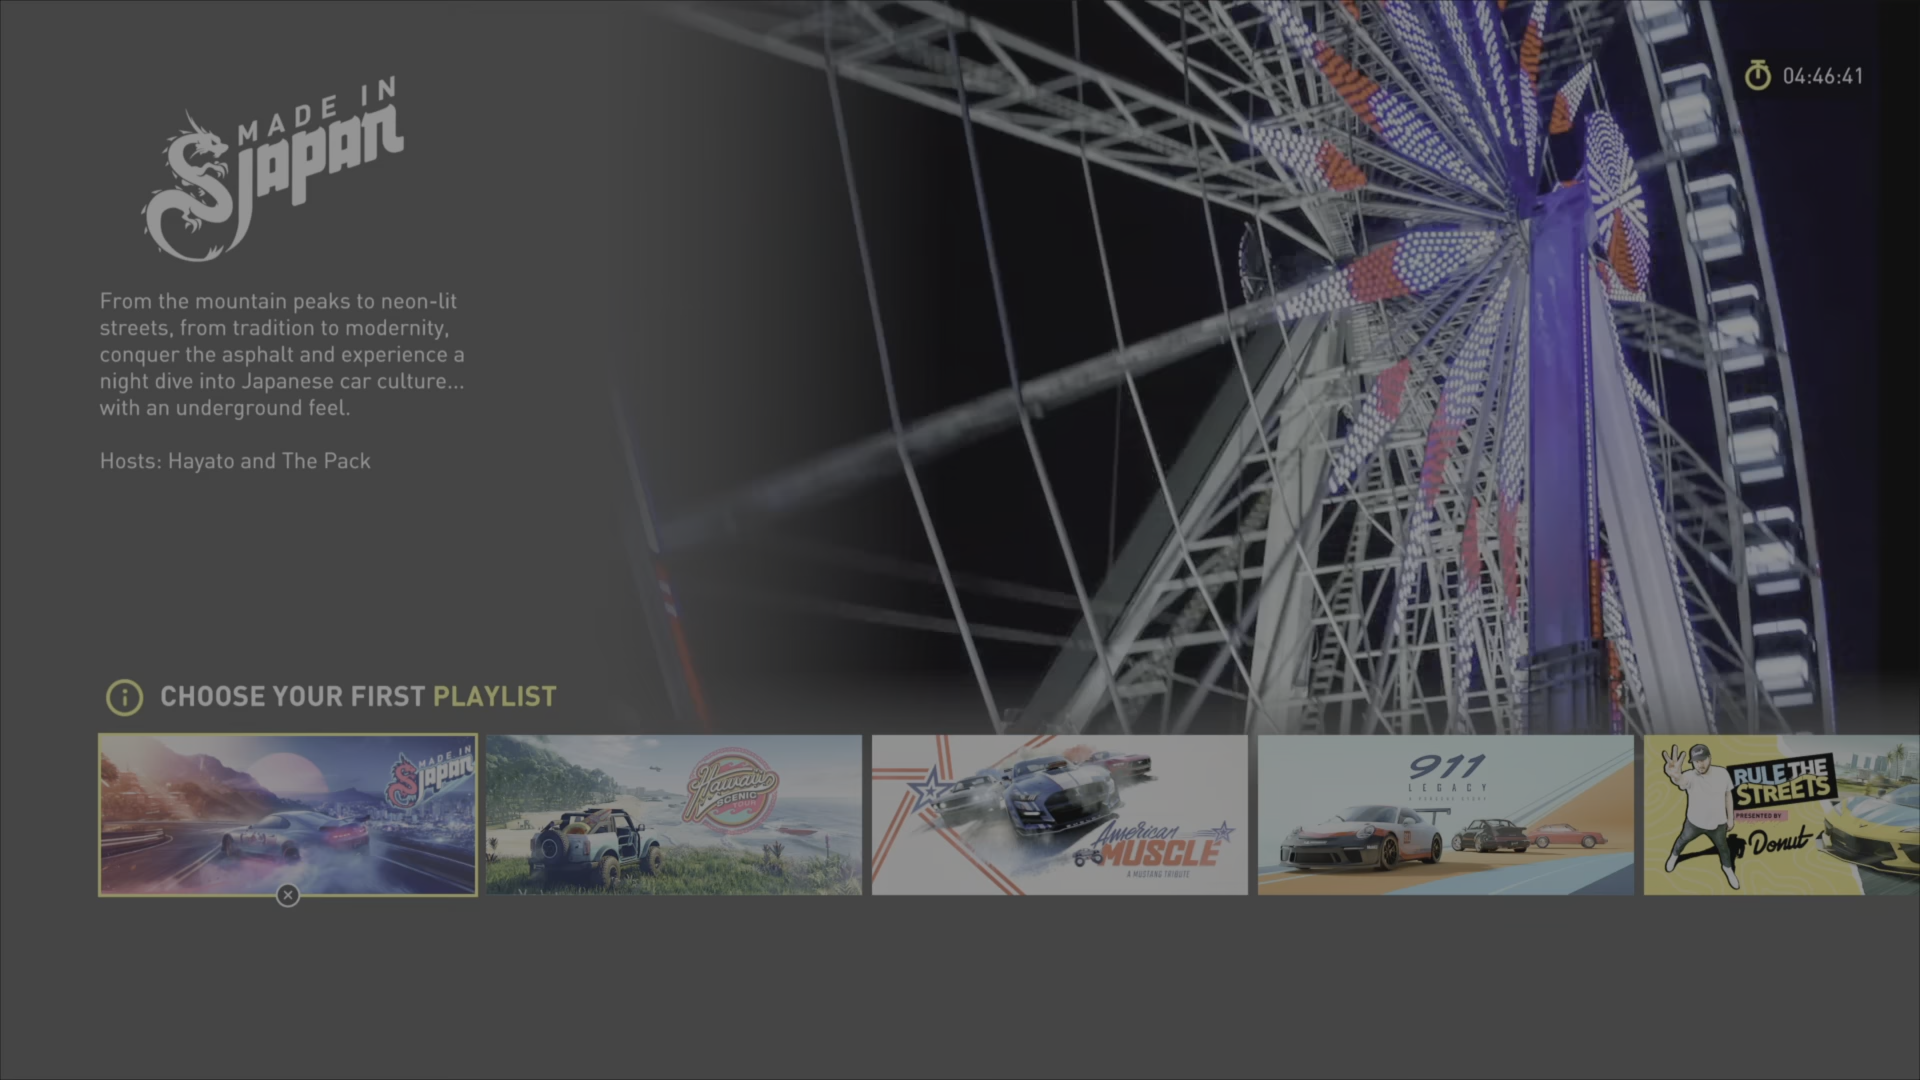 04:46:41
MADE IN
JAPAN
From the mountain peaks to neon-lit
streets, from tradition to modernity,
conquer the asphalt and experience a
night dive into Japanese car culture...
with an underground feel.
Hosts: Hayato and The Pack
CHOOSE YOUR FIRST PLAYLIST
MADE IN
JAPAN
Hawaii
SCENIC
TOUR
American
MUSCLE
A MUSTANG TRIBUTE
911
LEGACY
A PORSCHE STORY
RULE THE
STREETS
PRESENTED BY
Donut